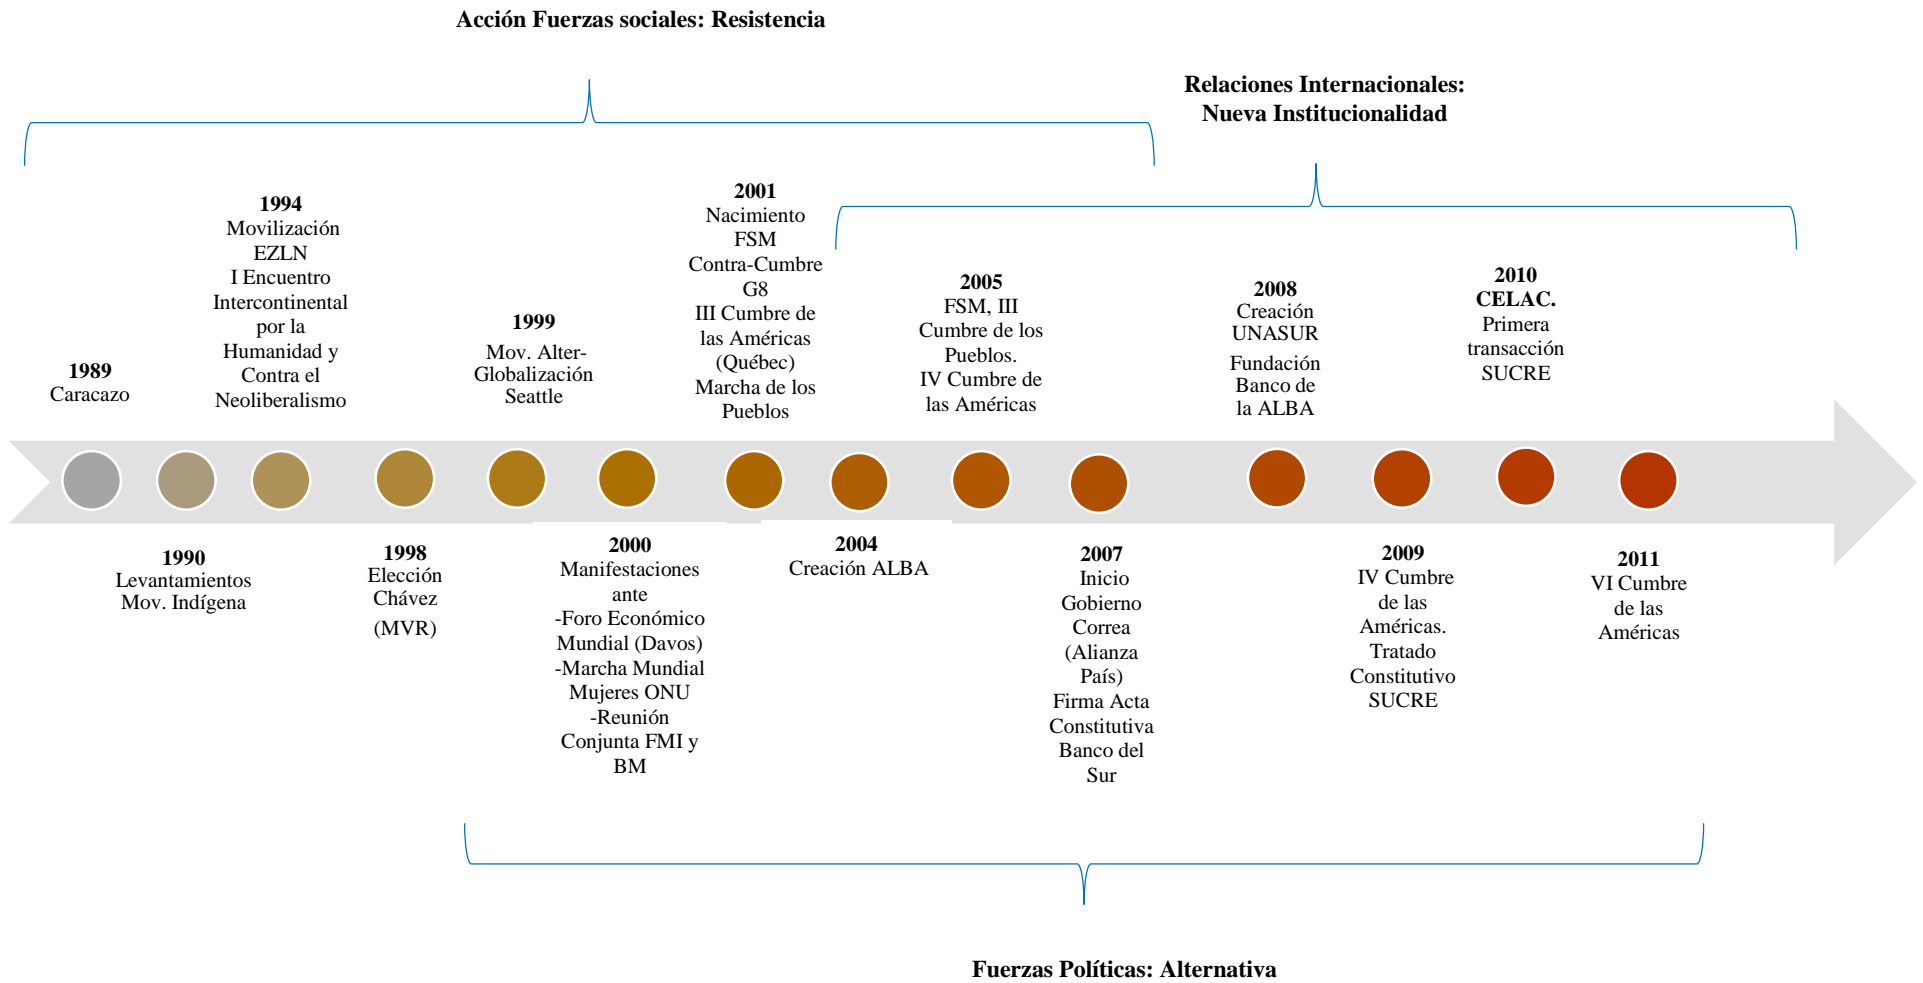 Acción Fuerzas sociales: Resistencia
Relaciones Internacionales:
Nueva Institucionalidad
1989
Caracazo
1990
Levantamientos
Mov. Indígena
1994
Movilización
EZLN
I Encuentro
Intercontinental
por la
Humanidad y
Contra el
Neoliberalismo
1998
Elección
Chávez
(MVR)
1999
Mov. Alter-
Globalización
Seattle
2000
Manifestaciones
ante
-Foro Económico
Mundial (Davos)
-Marcha Mundial
Mujeres ONU
-Reunión
Conjunta FMI y
BM
2001
Nacimiento
FSM
Contra-Cumbre
G8
III Cumbre de
las Américas
(Québec)
Marcha de los
Pueblos
2004
Creación ALBA
2005
FSM, III
Cumbre de los
Pueblos.
IV Cumbre de
las Américas
2007
Inicio
Gobierno
Correa
(Alianza
País)
Firma Acta
Constitutiva
Banco del
Sur
2008
Creación
UNASUR
Fundación
Banco de
la ALBA
2009
IV Cumbre
de las
Américas.
Tratado
Constitutivo
SUCRE
2010
CELAC.
Primera
transacción
SUCRE
2011
VI Cumbre
de las
Américas
Fuerzas Políticas: Alternativa